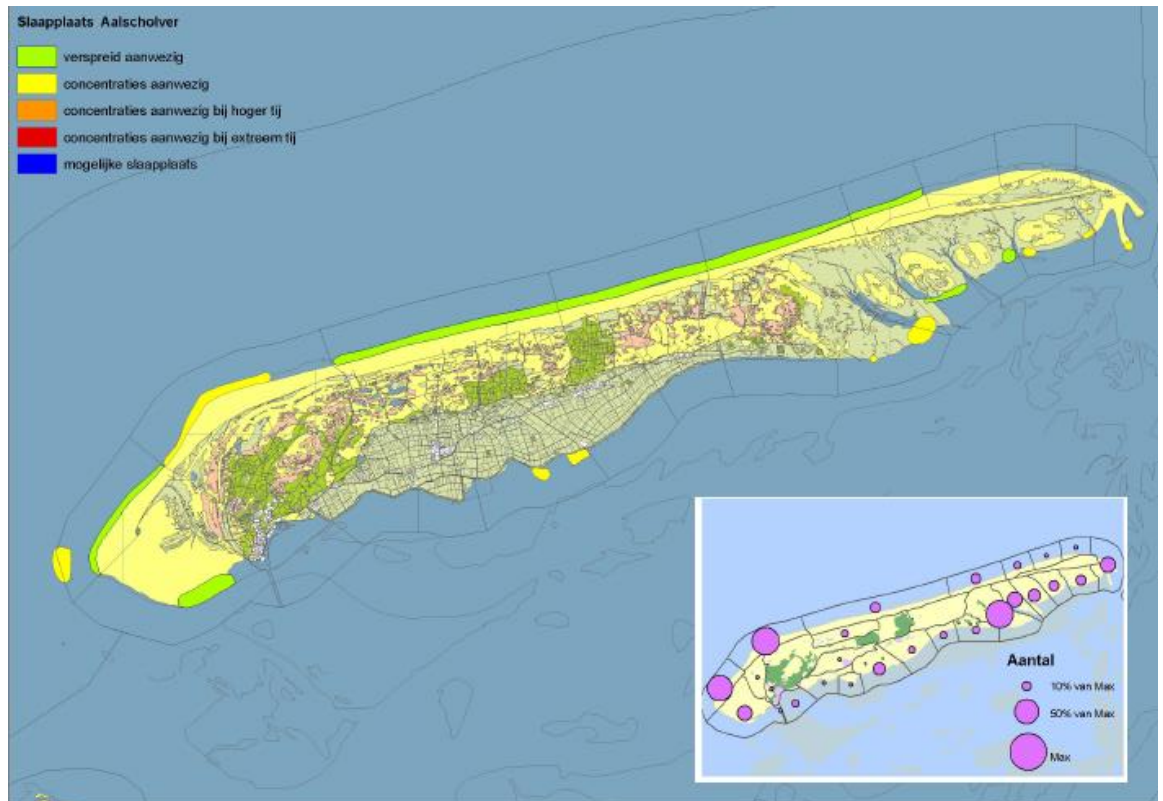 Slaapplaats Aalscholver
verspreid aanwezig
concentraties aanwezig
concentraties aanwezig bij hoger tij
concentraties aanwezig bij extreem tij
mogelijke slaapplaats
Aantal
10% van Max
50% van Max
Max